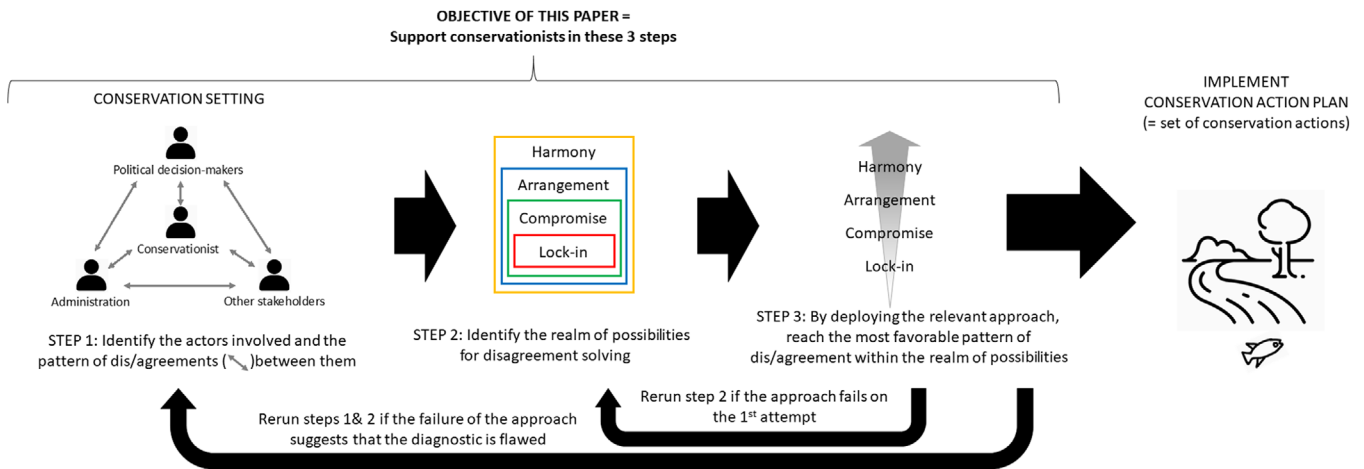 OBJECTIVE OF THIS PAPER =
Support conservationists in these 3 steps
CONSERVATION SETTING
Political decision-makers
Conservationist
Administration
Other stakeholders
STEP 1: Identify the actors involved and the
pattern of dis/agreements ( )between them
Harmony
Arrangement
Compromise
Lock-in
STEP 2: Identify the realm of possibilities
for disagreement solving
Harmony
Arrangement
Compromise
Lock-in
STEP 3: By deploying the relevant approach,
reach the most favorable pattern of
dis/agreement within the realm of possibilities
IMPLEMENT
CONSERVATION ACTION PLAN
(= set of conservation actions)
Rerun steps 1& 2 if the failure of the approach
suggests that the diagnostic is flawed
Rerun step 2 if the approach fails on
the 1st attempt